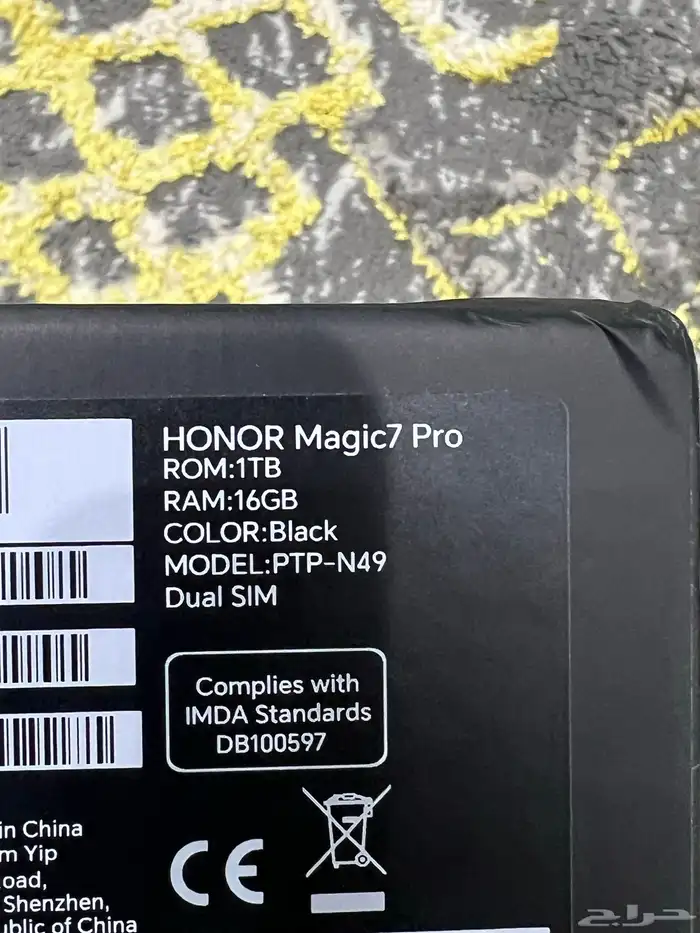 HONOR Magic7 Pro
ROM:1TB
RAM:16GB
COLOR:Black
MODEL:PTP-N49
Dual SIM
Complies with
IMDA Standards
DB100597
in China
m Yip
oad,
Shenzhen,
ublic of China
CE
حراج